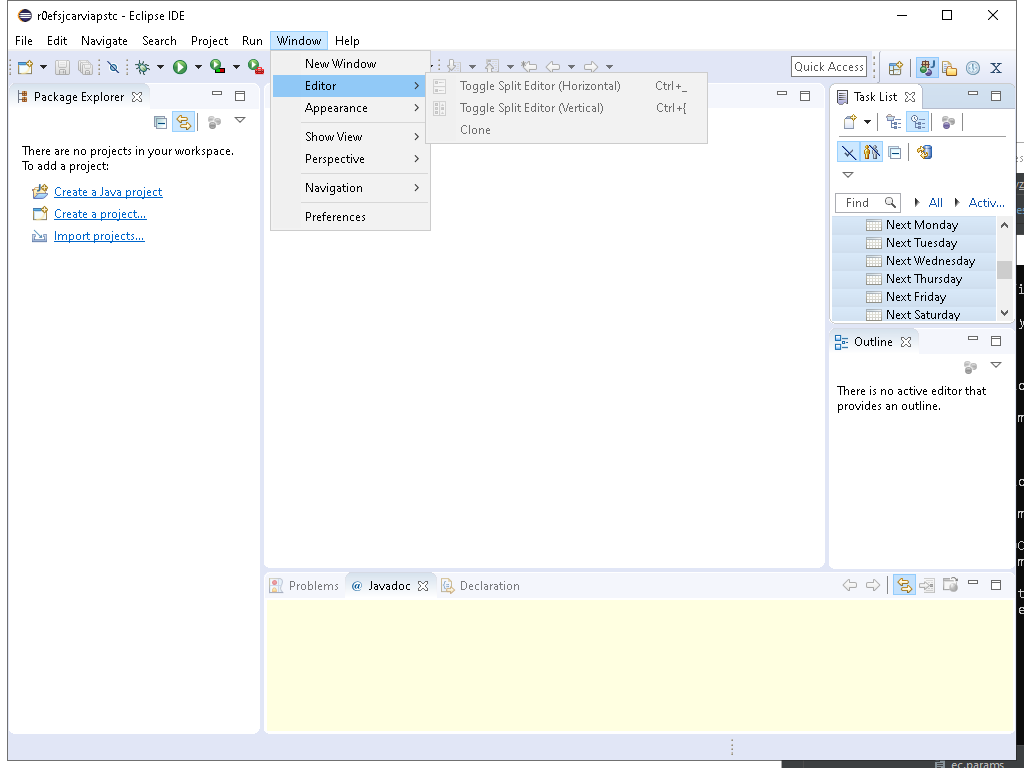 r0efsjcarviapstc - Eclipse IDE
File Edit Navigate Search Project Run Window Help
New Window
Editor
Appearance
Show View
Perspective
Navigation
Preferences
Toggle Split Editor (Horizontal) Ctrl+_
Toggle Split Editor (Vertical) Ctrl+{
Clone
Quick Access
Package Explorer
There are no projects in your workspace.
To add a project:
Create a Java project
Create a project...
Import projects...
Task List
Find All Activ...
Next Monday
Next Tuesday
Next Wednesday
Next Thursday
Next Friday
Next Saturday
Outline
There is no active editor that
provides an outline.
Problems @ Javadoc Declaration
ec.params